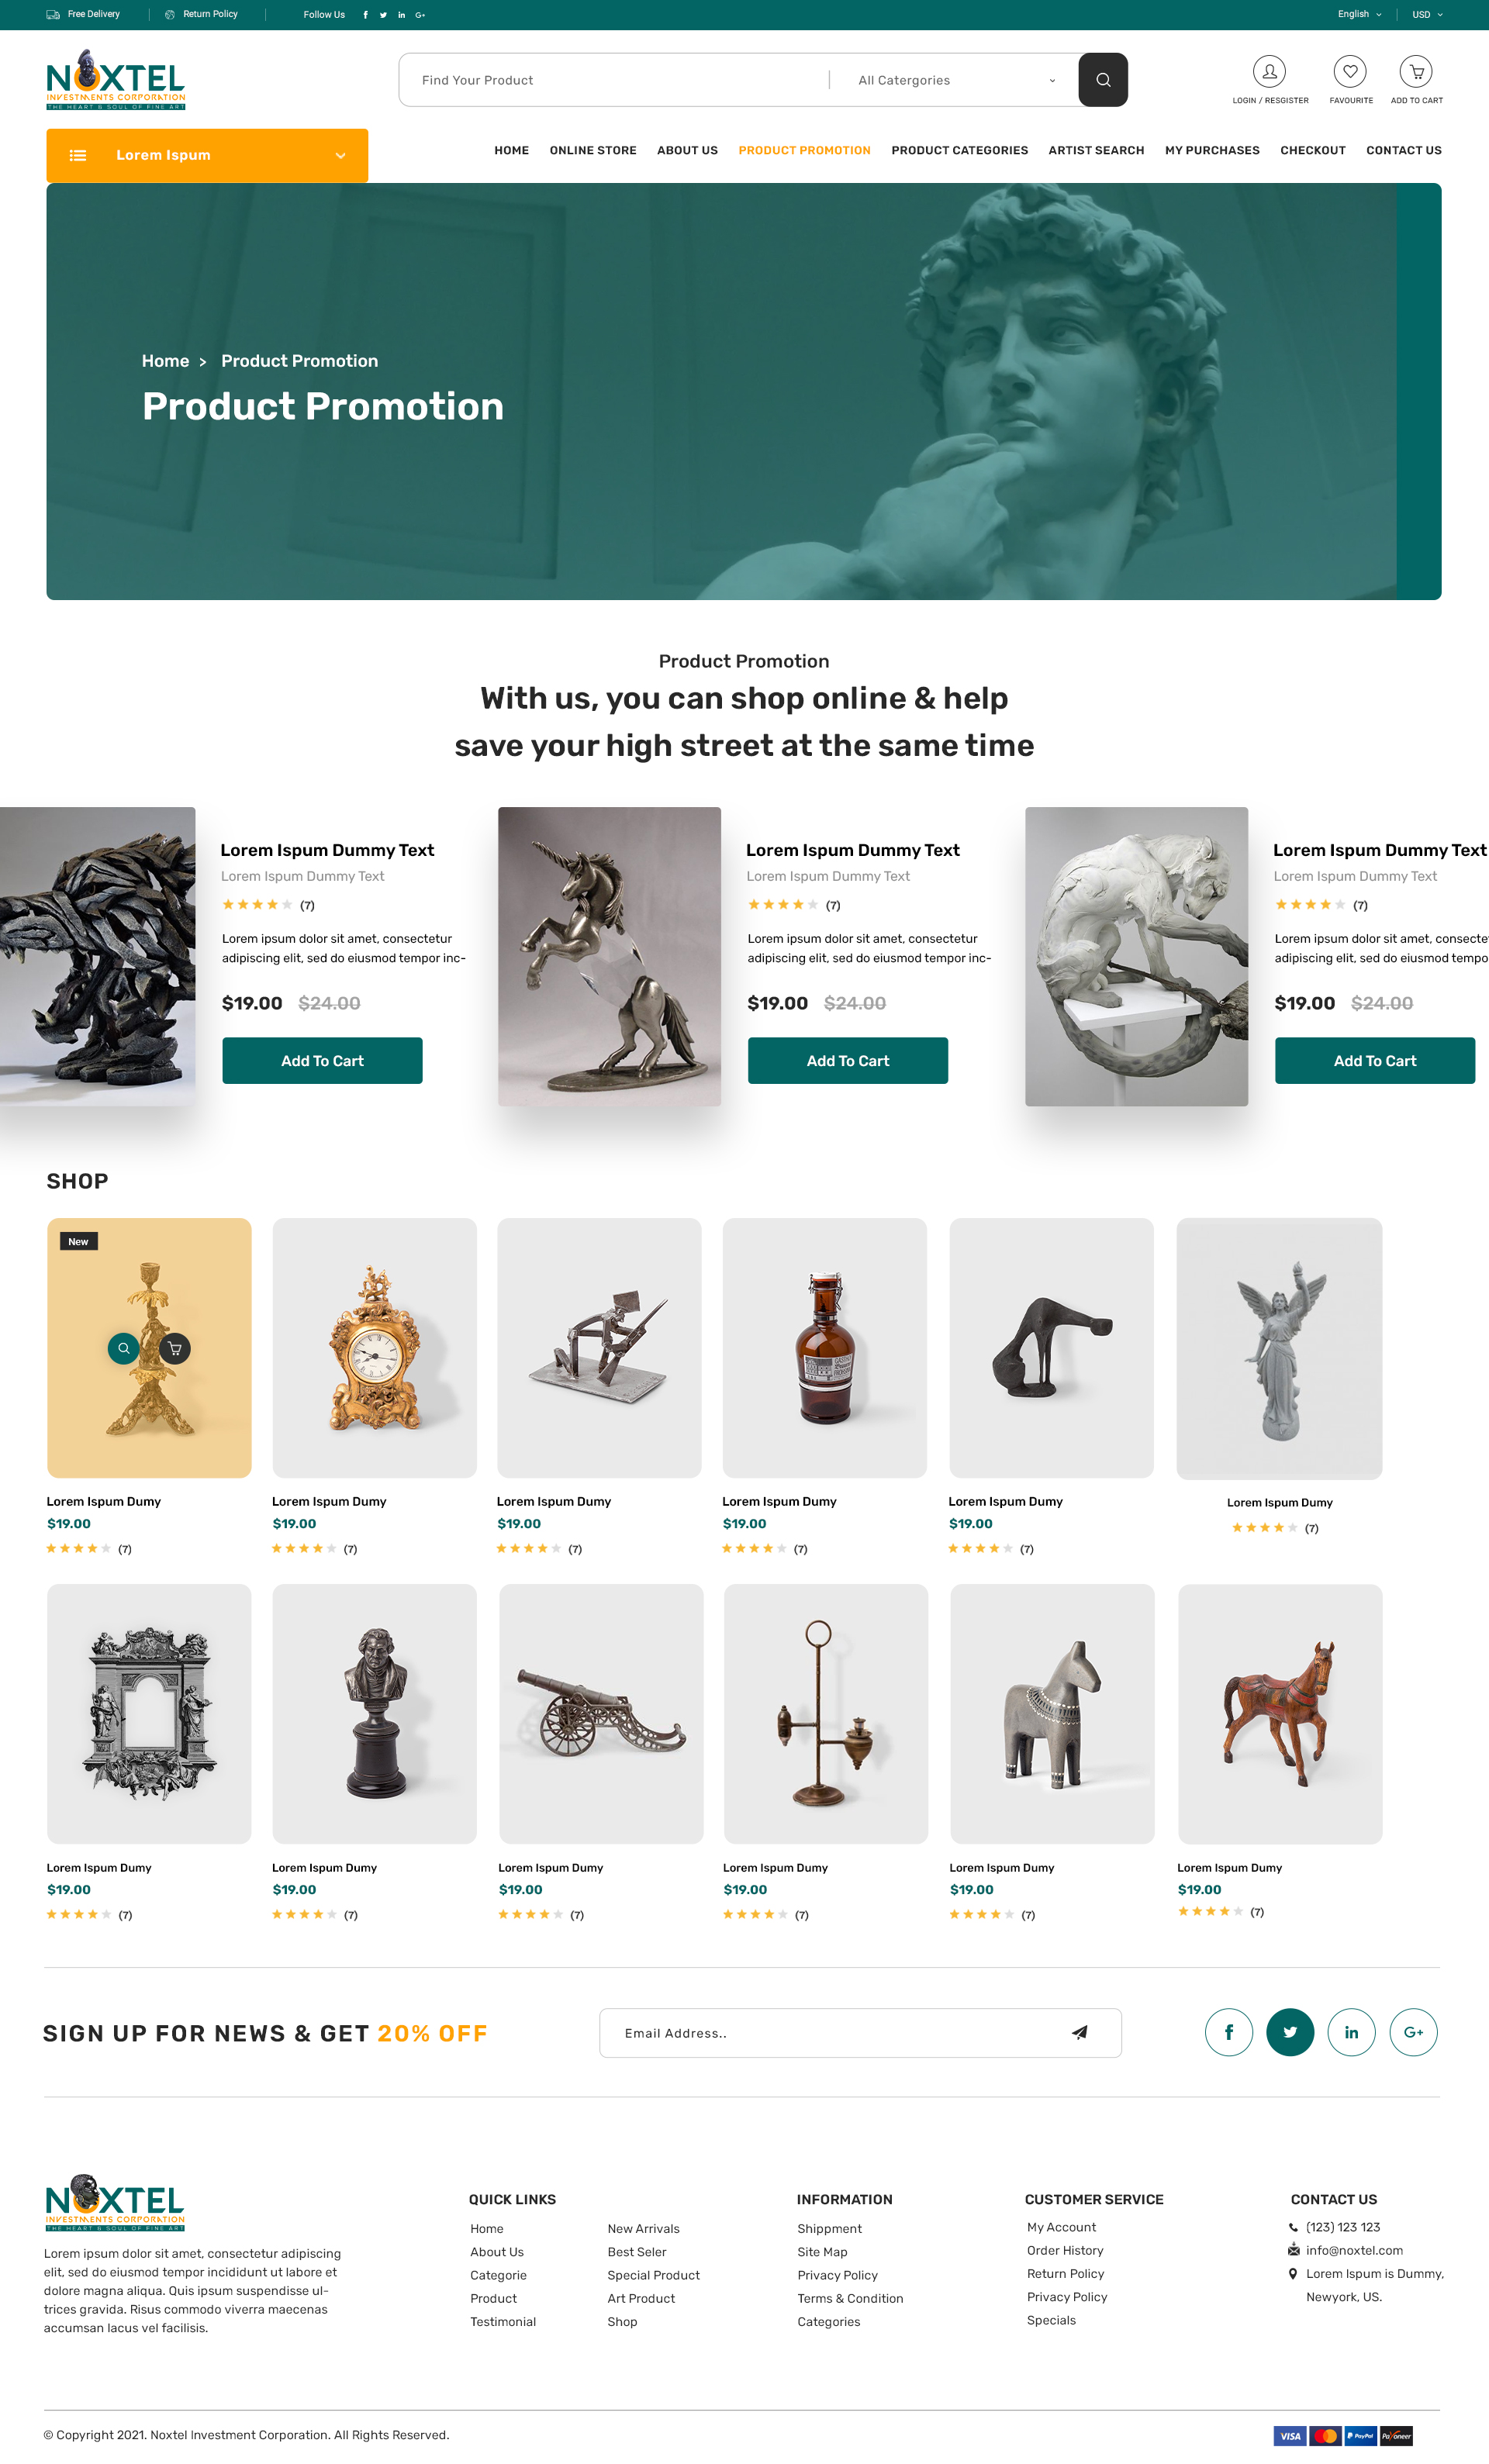 Free Delivery
Return Policy
Follow Us
English
USD
NOXTEL
INVESTMENTS CORPORATION
THE HEART & SOUL OF FINE ART
Find Your Product
All Catergories
LOGIN / RESGISTER
FAVOURITE
ADD TO CART
Lorem Ispum
HOME
ONLINE STORE
ABOUT US
PRODUCT PROMOTION
PRODUCT CATEGORIES
ARTIST SEARCH
MY PURCHASES
CHECKOUT
CONTACT US
Home > Product Promotion
Product Promotion
Product Promotion
With us, you can shop online & help
save your high street at the same time
Lorem Ispum Dummy Text
Lorem Ispum Dummy Text
(7)
Lorem ipsum dolor sit amet, consectetur
adipiscing elit, sed do eiusmod tempor inc-
$19.00 $24.00
Add To Cart
Lorem Ispum Dummy Text
Lorem Ispum Dummy Text
(7)
Lorem ipsum dolor sit amet, consectetur
adipiscing elit, sed do eiusmod tempor inc-
$19.00 $24.00
Add To Cart
Lorem Ispum Dummy Text
Lorem Ispum Dummy Text
(7)
Lorem ipsum dolor sit amet, consecte
adipiscing elit, sed do eiusmod tempo
$19.00 $24.00
Add To Cart
SHOP
New
Lorem Ispum Dumy
$19.00
(7)
Lorem Ispum Dumy
$19.00
(7)
Lorem Ispum Dumy
$19.00
(7)
Lorem Ispum Dumy
$19.00
(7)
Lorem Ispum Dumy
$19.00
(7)
Lorem Ispum Dumy
(7)
Lorem Ispum Dumy
$19.00
(7)
Lorem Ispum Dumy
$19.00
(7)
Lorem Ispum Dumy
$19.00
(7)
Lorem Ispum Dumy
$19.00
(7)
Lorem Ispum Dumy
$19.00
(7)
Lorem Ispum Dumy
$19.00
(7)
SIGN UP FOR NEWS & GET 20% OFF
Email Address..
NOXTEL
INVESTMENTS CORPORATION
THE HEART & SOUL OF FINE ART
Lorem ipsum dolor sit amet, consectetur adipiscing
elit, sed do eiusmod tempor incididunt ut labore et
dolore magna aliqua. Quis ipsum suspendisse ul-
trices gravida. Risus commodo viverra maecenas
accumsan lacus vel facilisis.
QUICK LINKS
Home
About Us
Categorie
Product
Testimonial
New Arrivals
Best Seler
Special Product
Art Product
Shop
INFORMATION
Shippment
Site Map
Privacy Policy
Terms & Condition
Categories
CUSTOMER SERVICE
My Account
Order History
Return Policy
Privacy Policy
Specials
CONTACT US
(123) 123 123
info@noxtel.com
Lorem Ispum is Dummy,
Newyork, US.
© Copyright 2021. Noxtel Investment Corporation. All Rights Reserved.
VISA
PayPal
Payoneer